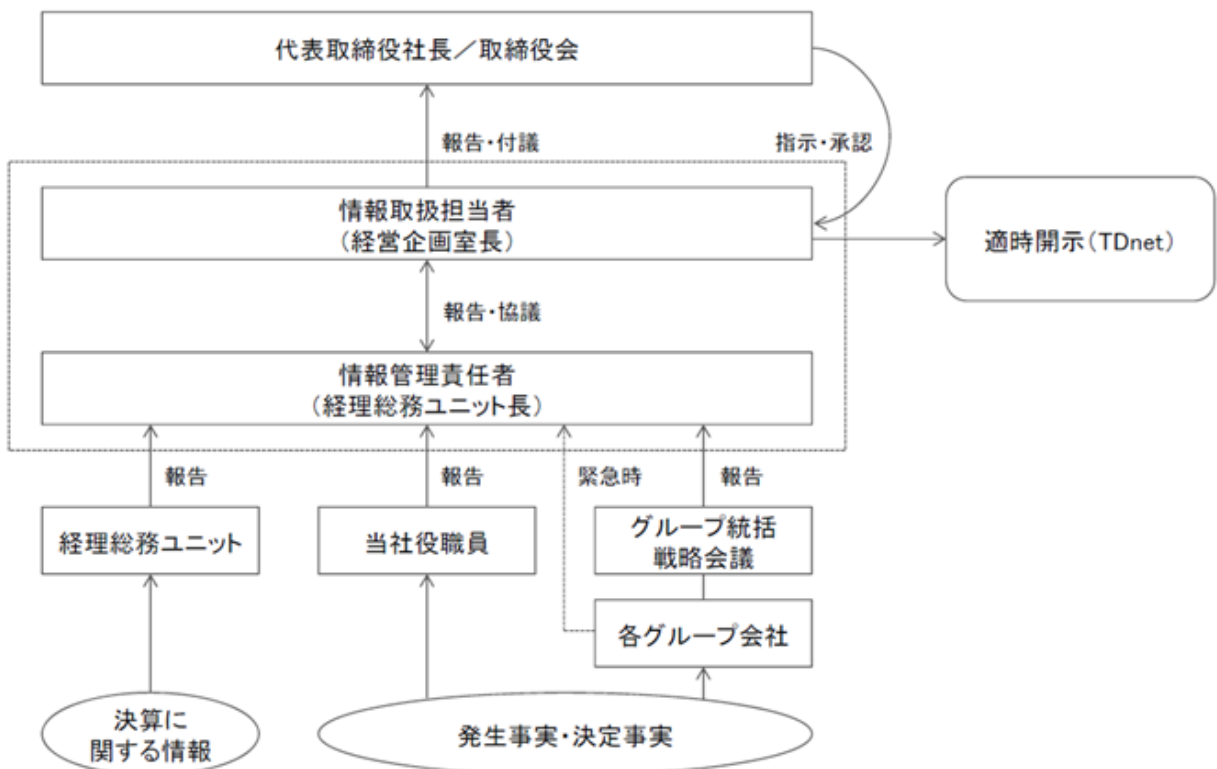 代表取締役社長／取締役会
報告・付議
指示・承認
情報取扱担当者
（経営企画室長）
適時開示（TDnet）
報告・協議
情報管理責任者
（経理総務ユニット長）
報告
報告
緊急時
報告
経理総務ユニット
当社役職員
グループ統括
戦略会議
各グループ会社
決算に
関する情報
発生事実・決定事実